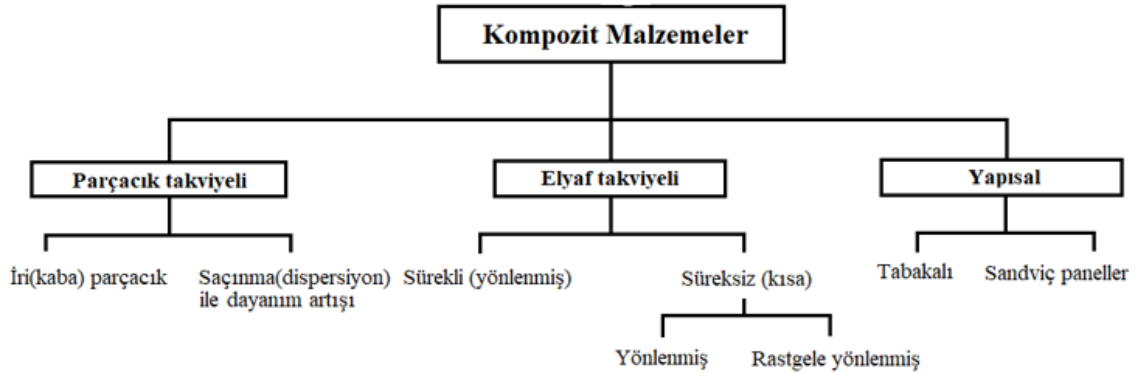 Kompozit Malzemeler
Parçacık takviyeli
Elyaf takviyeli
Yapısal
İri(kaba) parçacık
Saçınma(dispersiyon)
ile dayanım artışı
Sürekli (yönlenmiş)
Süreksiz (kısa)
Tabakalı
Sandviç paneller
Yönlenmiş
Rastgele yönlenmiş